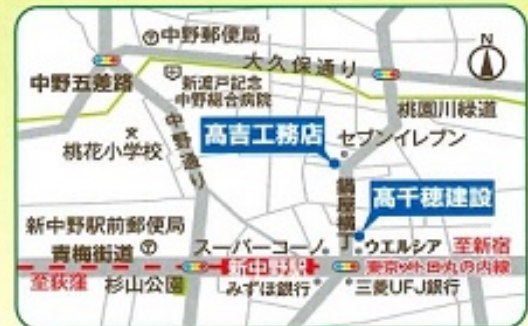 中野郵便局
N
大久保通り
中野五差路
新渡戸記念
中野総合病院
桃園川緑道
髙吉工務店
セブンイレブン
桃花小学校
中野通り
鍋屋横丁
髙千穂建設
新中野駅前郵便局
青梅街道
スーパーコーノ
ウエルシア
至新宿
新中野駅
東京メトロ丸の内線
至荻窪
杉山公園
みずほ銀行
三菱UFJ銀行